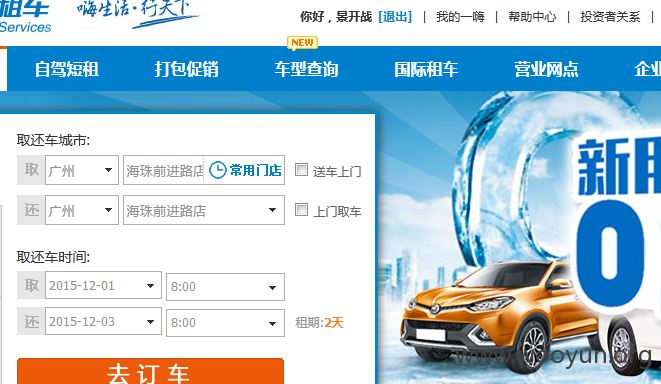 租车
嗨生活·行天下
Services
你好，景开战 [退出] | 我的一嗨 | 帮助中心 | 投资者关系 |
NEW
自驾短租 打包促销 车型查询 国际租车 营业网点 企业
取还车城市:
取 广州 海珠前进路店 常用门店 送车上门
还 广州 海珠前进路店 上门取车
取还车时间:
取 2015-12-01 8:00
还 2015-12-03 8:00 租期:2天
去订车
新用
0